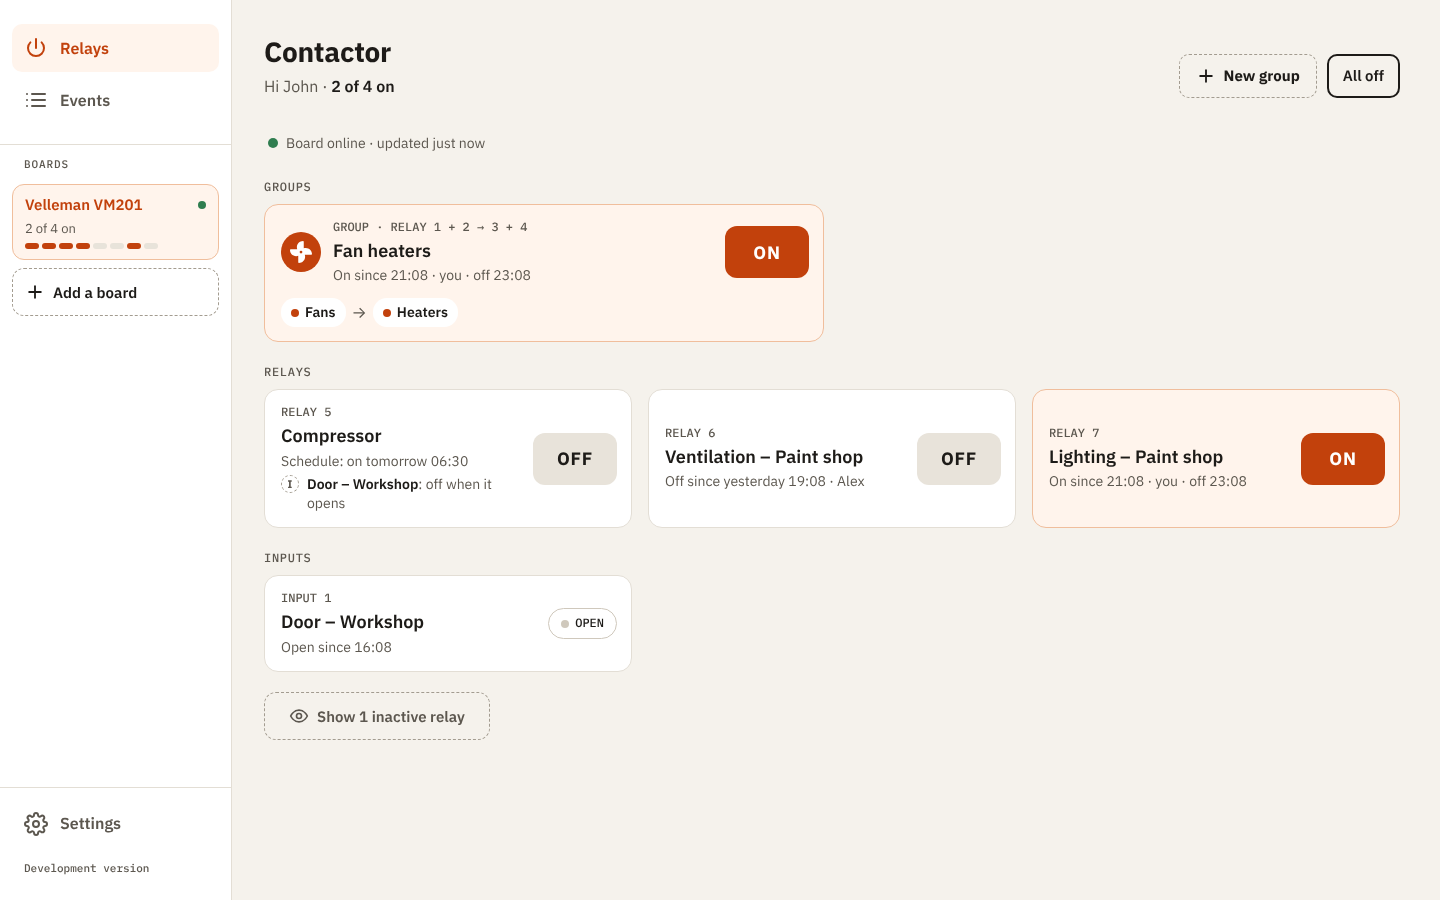 Relays
Events
BOARDS
Velleman VM201
2 of 4 on
Add a board
Settings
Development version
Contactor
Hi John · 2 of 4 on
New group
All off
Board online · updated just now
GROUPS
GROUP · RELAY 1 + 2 → 3 + 4
Fan heaters
On since 21:08 · you · off 23:08
ON
Fans → Heaters
RELAYS
RELAY 5
Compressor
Schedule: on tomorrow 06:30
I Door – Workshop: off when it
opens
OFF
RELAY 6
Ventilation – Paint shop
Off since yesterday 19:08 · Alex
OFF
RELAY 7
Lighting – Paint shop
On since 21:08 · you · off 23:08
ON
INPUTS
INPUT 1
Door – Workshop
Open since 16:08
OPEN
Show 1 inactive relay